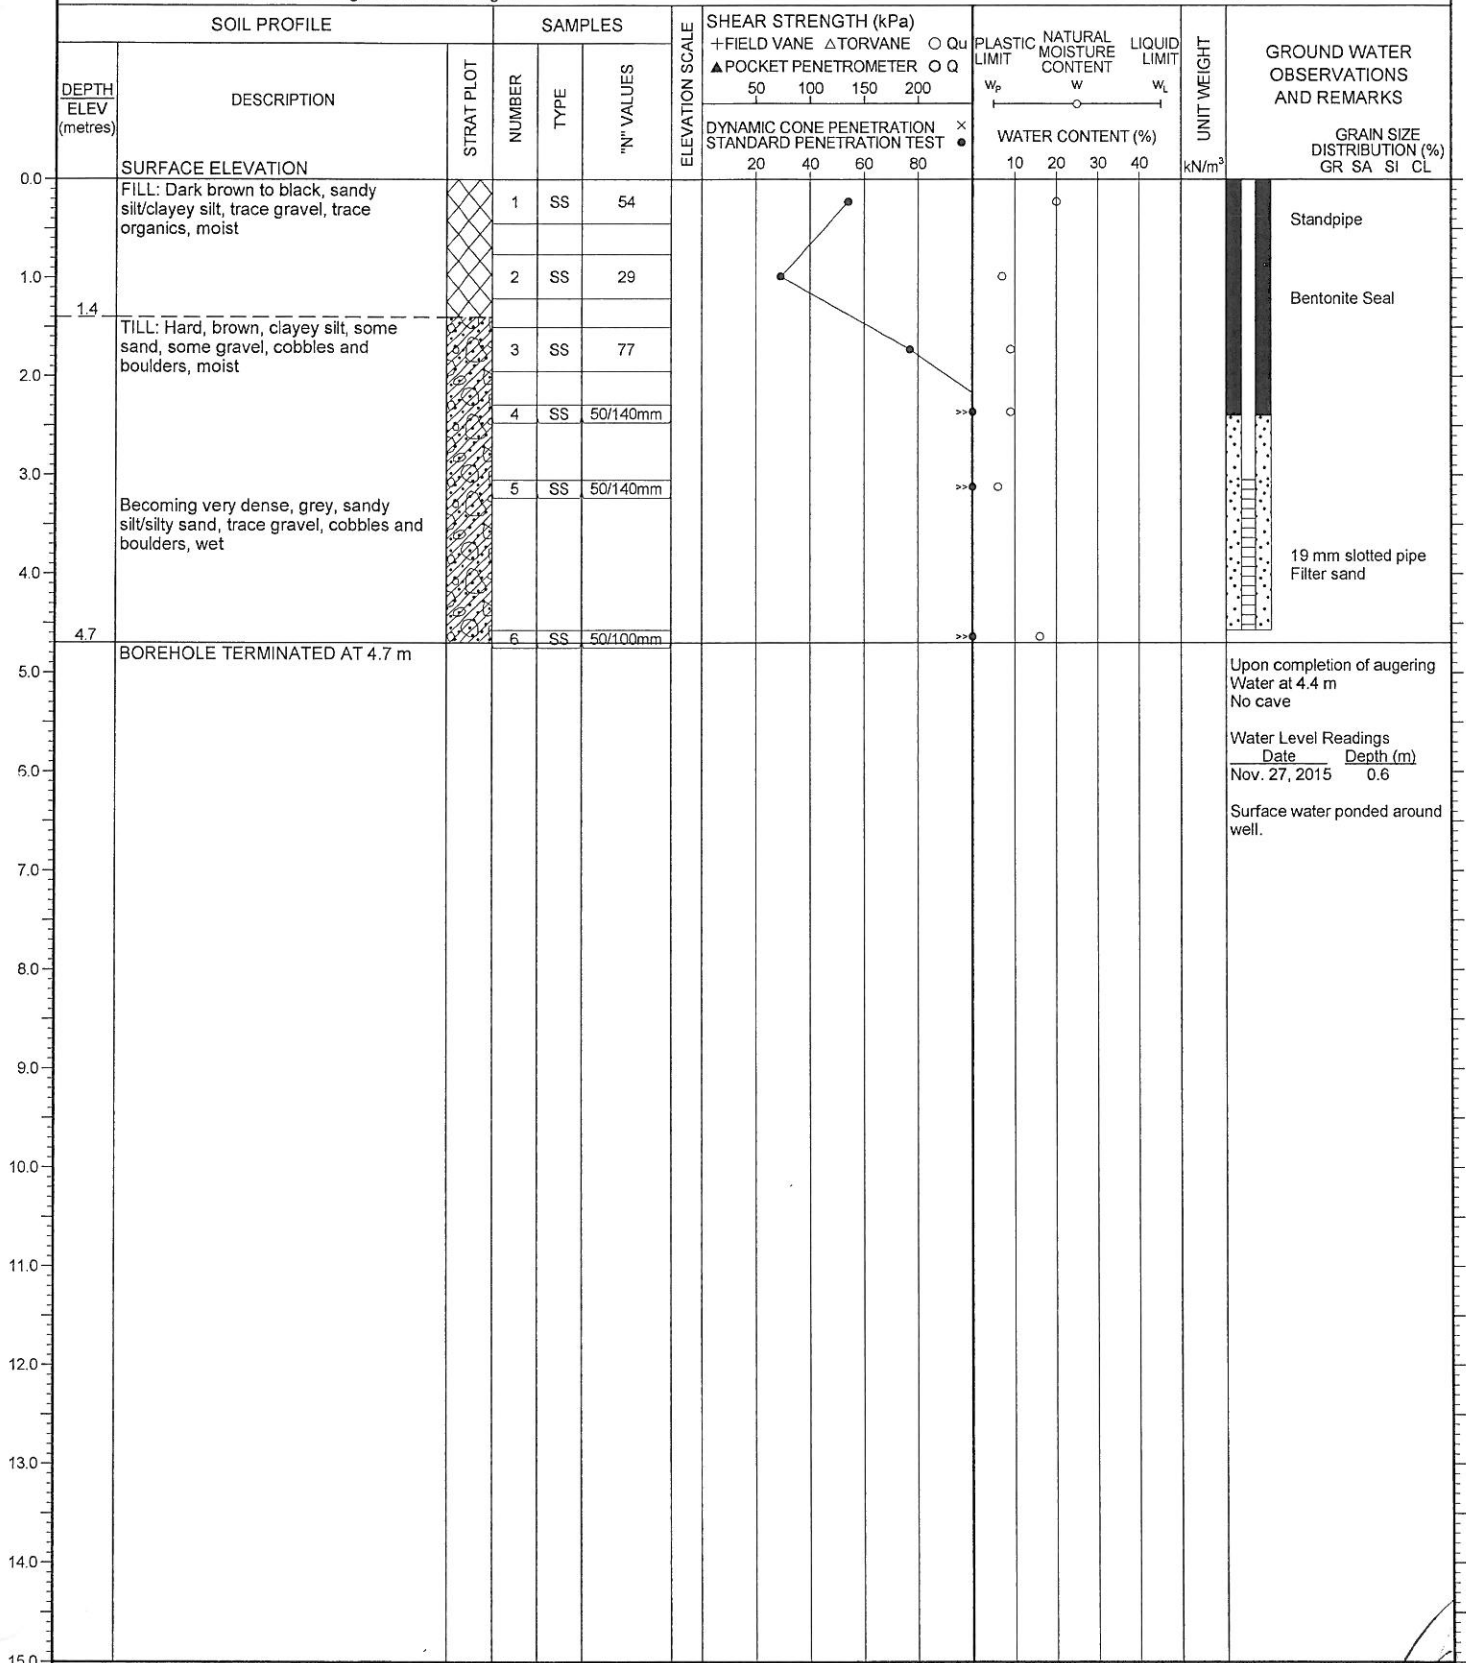 SOIL PROFILE
SAMPLES
ELEVATION SCALE
SHEAR STRENGTH (kPa)
+FIELD VANE △TORVANE ○ Qu
▲POCKET PENETROMETER O Q
50 100 150 200
DYNAMIC CONE PENETRATION ×
STANDARD PENETRATION TEST ●
20 40 60 80
PLASTIC LIMIT
NATURAL MOISTURE CONTENT
LIQUID LIMIT
WP W WL
WATER CONTENT (%)
10 20 30 40
UNIT WEIGHT
kN/m³
GROUND WATER
OBSERVATIONS
AND REMARKS
GRAIN SIZE
DISTRIBUTION (%)
GR SA SI CL
DEPTH
ELEV
(metres)
DESCRIPTION
STRAT PLOT
NUMBER
TYPE
"N" VALUES
SURFACE ELEVATION
0.0
FILL: Dark brown to black, sandy
silt/clayey silt, trace gravel, trace
organics, moist
1 SS 54
Standpipe
1.0
2 SS 29
Bentonite Seal
1.4
TILL: Hard, brown, clayey silt, some
sand, some gravel, cobbles and
boulders, moist
3 SS 77
2.0
4 SS 50/140mm
>>
3.0
5 SS 50/140mm
>>
Becoming very dense, grey, sandy
silt/silty sand, trace gravel, cobbles and
boulders, wet
19 mm slotted pipe
Filter sand
4.0
4.7
6 SS 50/100mm
>>
BOREHOLE TERMINATED AT 4.7 m
5.0
Upon completion of augering
Water at 4.4 m
No cave
Water Level Readings
Date Depth (m)
Nov. 27, 2015 0.6
6.0
Surface water ponded around
well.
7.0
8.0
9.0
10.0
11.0
12.0
13.0
14.0
15.0